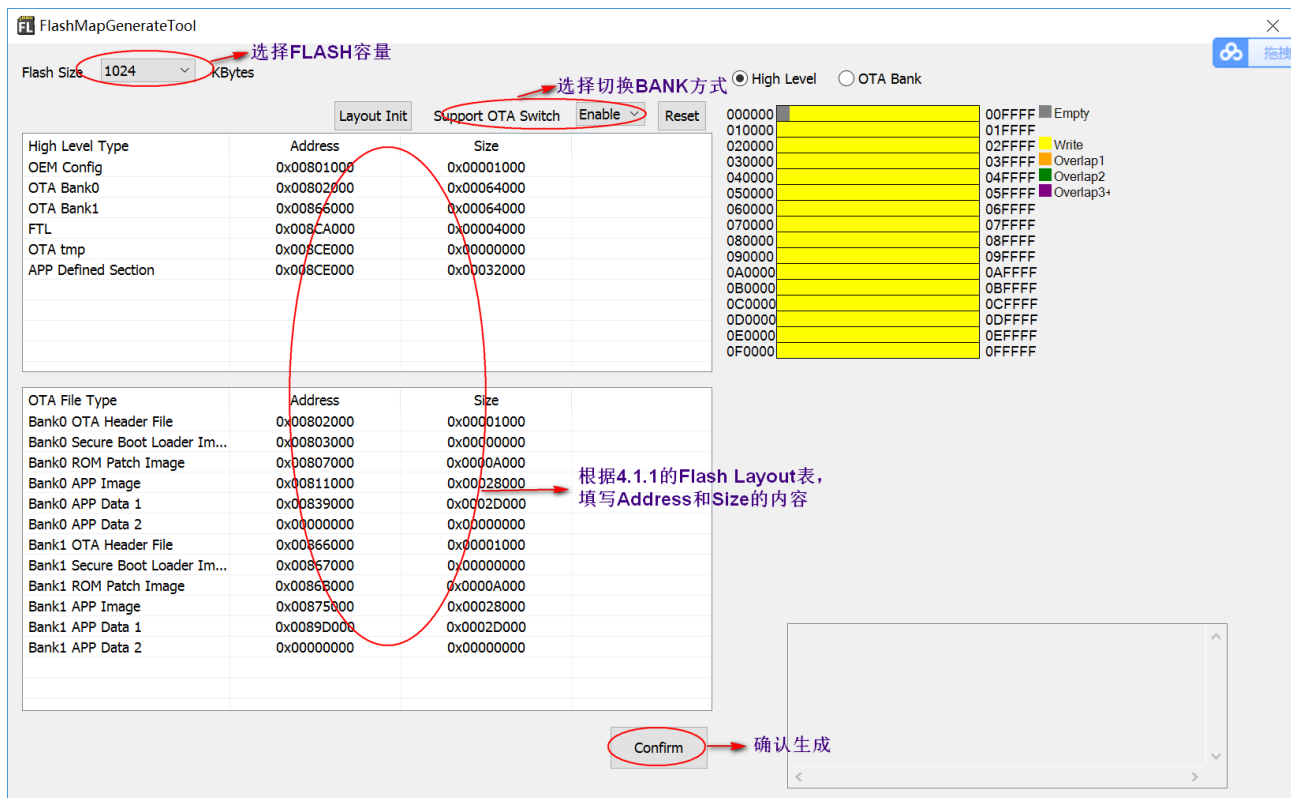 FL FlashMapGenerateTool
选择FLASH容量
Flash Size 1024 KBytes
拖拽
选择切换BANK方式
High Level OTA Bank
Layout Init Support OTA Switch Enable Reset
High Level Type Address Size
OEM Config 0x00801000 0x00001000
OTA Bank0 0x00802000 0x00064000
OTA Bank1 0x00866000 0x00064000
FTL 0x008CA000 0x00004000
OTA tmp 0x008CE000 0x00000000
APP Defined Section 0x008CE000 0x00032000
000000 00FFFF Empty
010000 01FFFF
020000 02FFFF Write
030000 03FFFF Overlap1
040000 04FFFF Overlap2
050000 05FFFF Overlap3+
060000 06FFFF
070000 07FFFF
080000 08FFFF
090000 09FFFF
0A0000 0AFFFF
0B0000 0BFFFF
0C0000 0CFFFF
0D0000 0DFFFF
0E0000 0EFFFF
0F0000 0FFFFF
OTA File Type Address Size
Bank0 OTA Header File 0x00802000 0x00001000
Bank0 Secure Boot Loader Im... 0x00803000 0x00000000
Bank0 ROM Patch Image 0x00807000 0x0000A000
Bank0 APP Image 0x00811000 0x00028000
Bank0 APP Data 1 0x00839000 0x0002D000
Bank0 APP Data 2 0x00000000 0x00000000
Bank1 OTA Header File 0x00866000 0x00001000
Bank1 Secure Boot Loader Im... 0x00867000 0x00000000
Bank1 ROM Patch Image 0x0086B000 0x0000A000
Bank1 APP Image 0x00875000 0x00028000
Bank1 APP Data 1 0x0089D000 0x0002D000
Bank1 APP Data 2 0x00000000 0x00000000
根据4.1.1的Flash Layout表，
填写Address和Size的内容
Confirm
确认生成